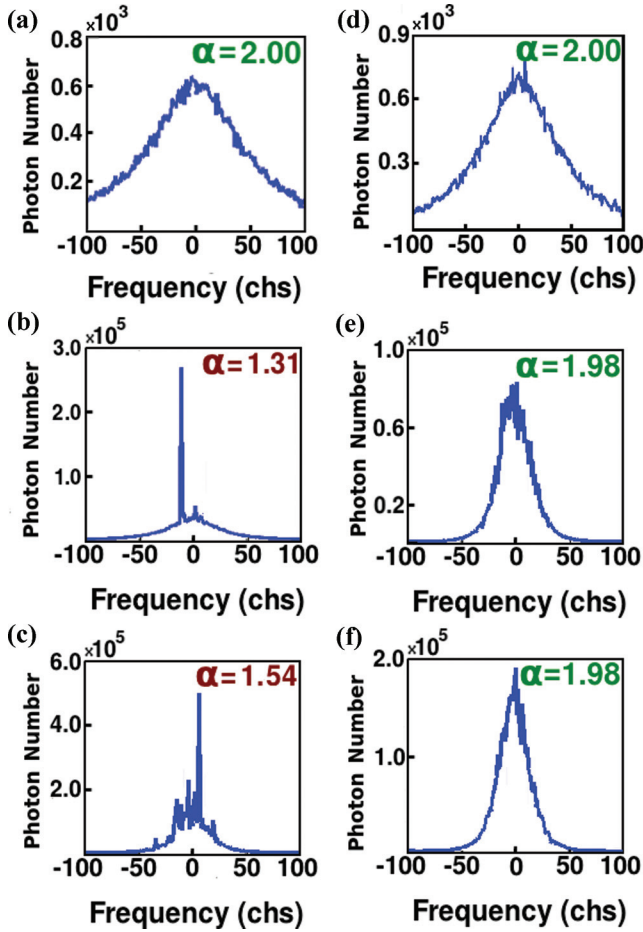 (a)
×10³
0.8
α=2.00
0.6
0.4
0.2
Photon Number
-100 -50 0 50 100
Frequency (chs)
(d)
×10³
0.9
α=2.00
0.6
0.3
Photon Number
-100 -50 0 50 100
Frequency (chs)
(b)
×10⁵
3.0
α=1.31
2.0
1.0
Photon Number
-100 -50 0 50 100
Frequency (chs)
(e)
×10⁵
1.0
α=1.98
0.6
0.2
Photon Number
-100 -50 0 50 100
Frequency (chs)
(c)
×10⁵
6.0
α=1.54
4.0
2.0
Photon Number
-100 -50 0 50 100
Frequency (chs)
(f)
×10⁵
2.0
α=1.98
1.0
Photon Number
-100 -50 0 50 100
Frequency (chs)